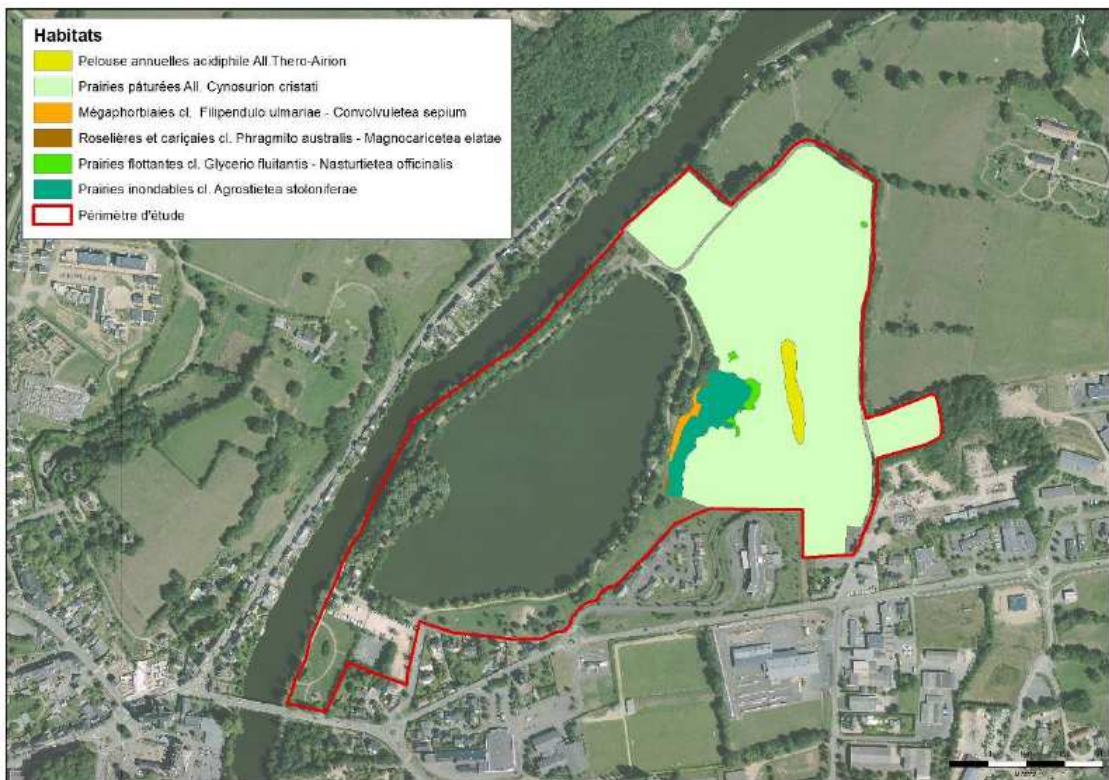 Habitats
Pelouse annuelles acidiphile All.Thero-Airion
Prairies pâturées All. Cynosurion cristati
Mégaphorbiaies cl. Filipendulo ulmariae - Convolvuletea sepium
Roselières et cariçaies cl. Phragmito australis - Magnocaricetea elatae
Prairies flottantes cl. Glycerio fluitantis - Nasturtietea officinalis
Prairies inondables cl. Agrostietea stoloniferae
Périmètre d'étude
N